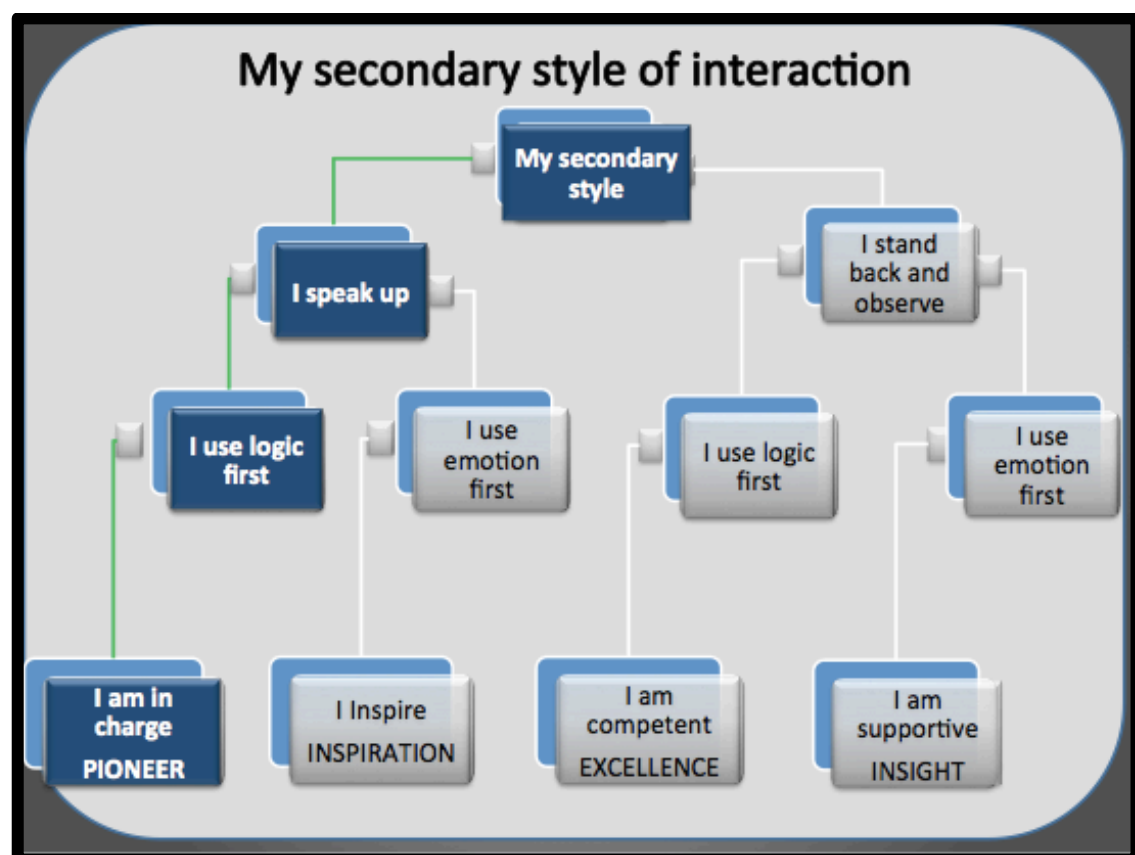 My secondary style of interaction
My secondary
style
I speak up
I stand
back and
observe
I use logic
first
I use
emotion
first
I use logic
first
I use
emotion
first
I am in
charge
PIONEER
I Inspire
INSPIRATION
I am
competent
EXCELLENCE
I am
supportive
INSIGHT